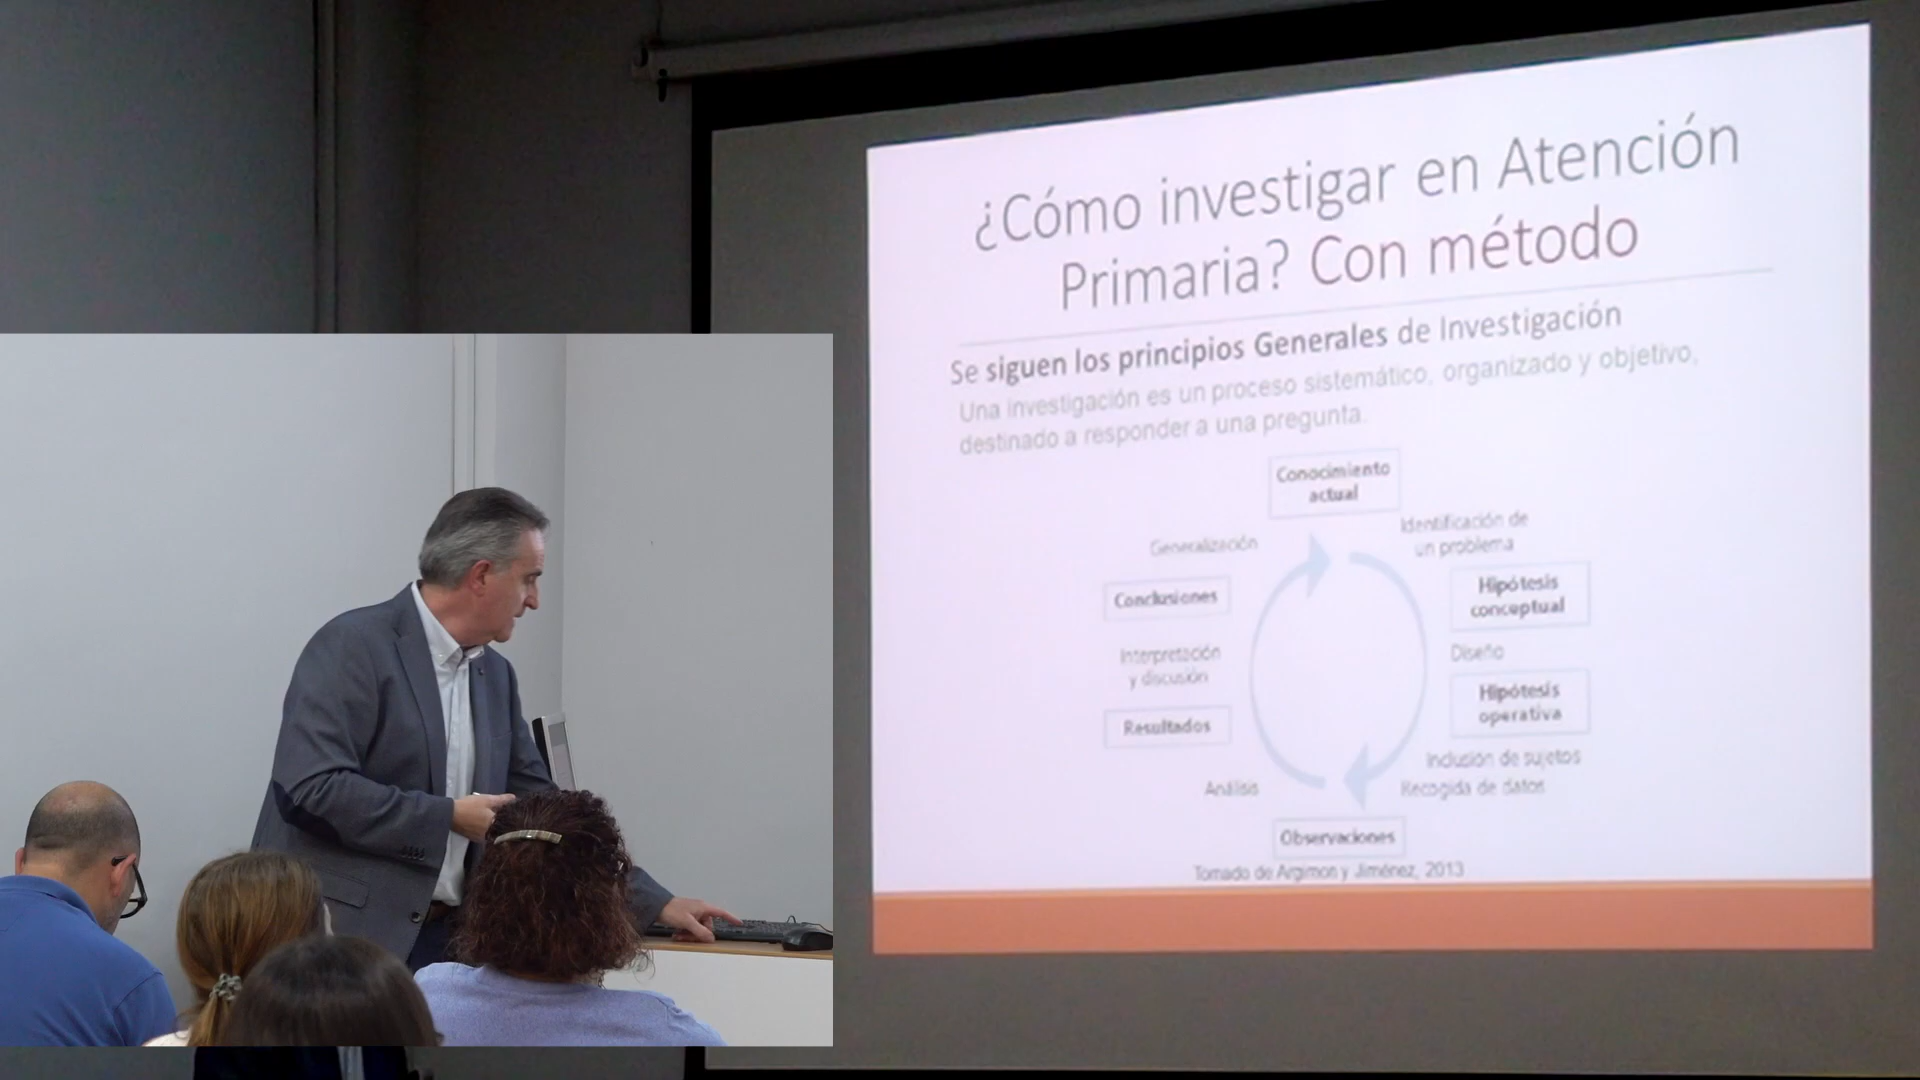 ¿Cómo investigar en Atención
Primaria? Con método
Se siguen los principios Generales de Investigación
Una investigación es un proceso sistemático, organizado y objetivo,
destinado a responder a una pregunta.
Conocimiento
actual
Identificación de
un problema
Hipótesis
conceptual
Diseño
Hipótesis
operativa
Inclusión de sujetos
Recogida de datos
Observaciones
Análisis
Resultados
Interpretación
y discusión
Conclusiones
Generalización
Tomado de Argimon y Jiménez, 2013